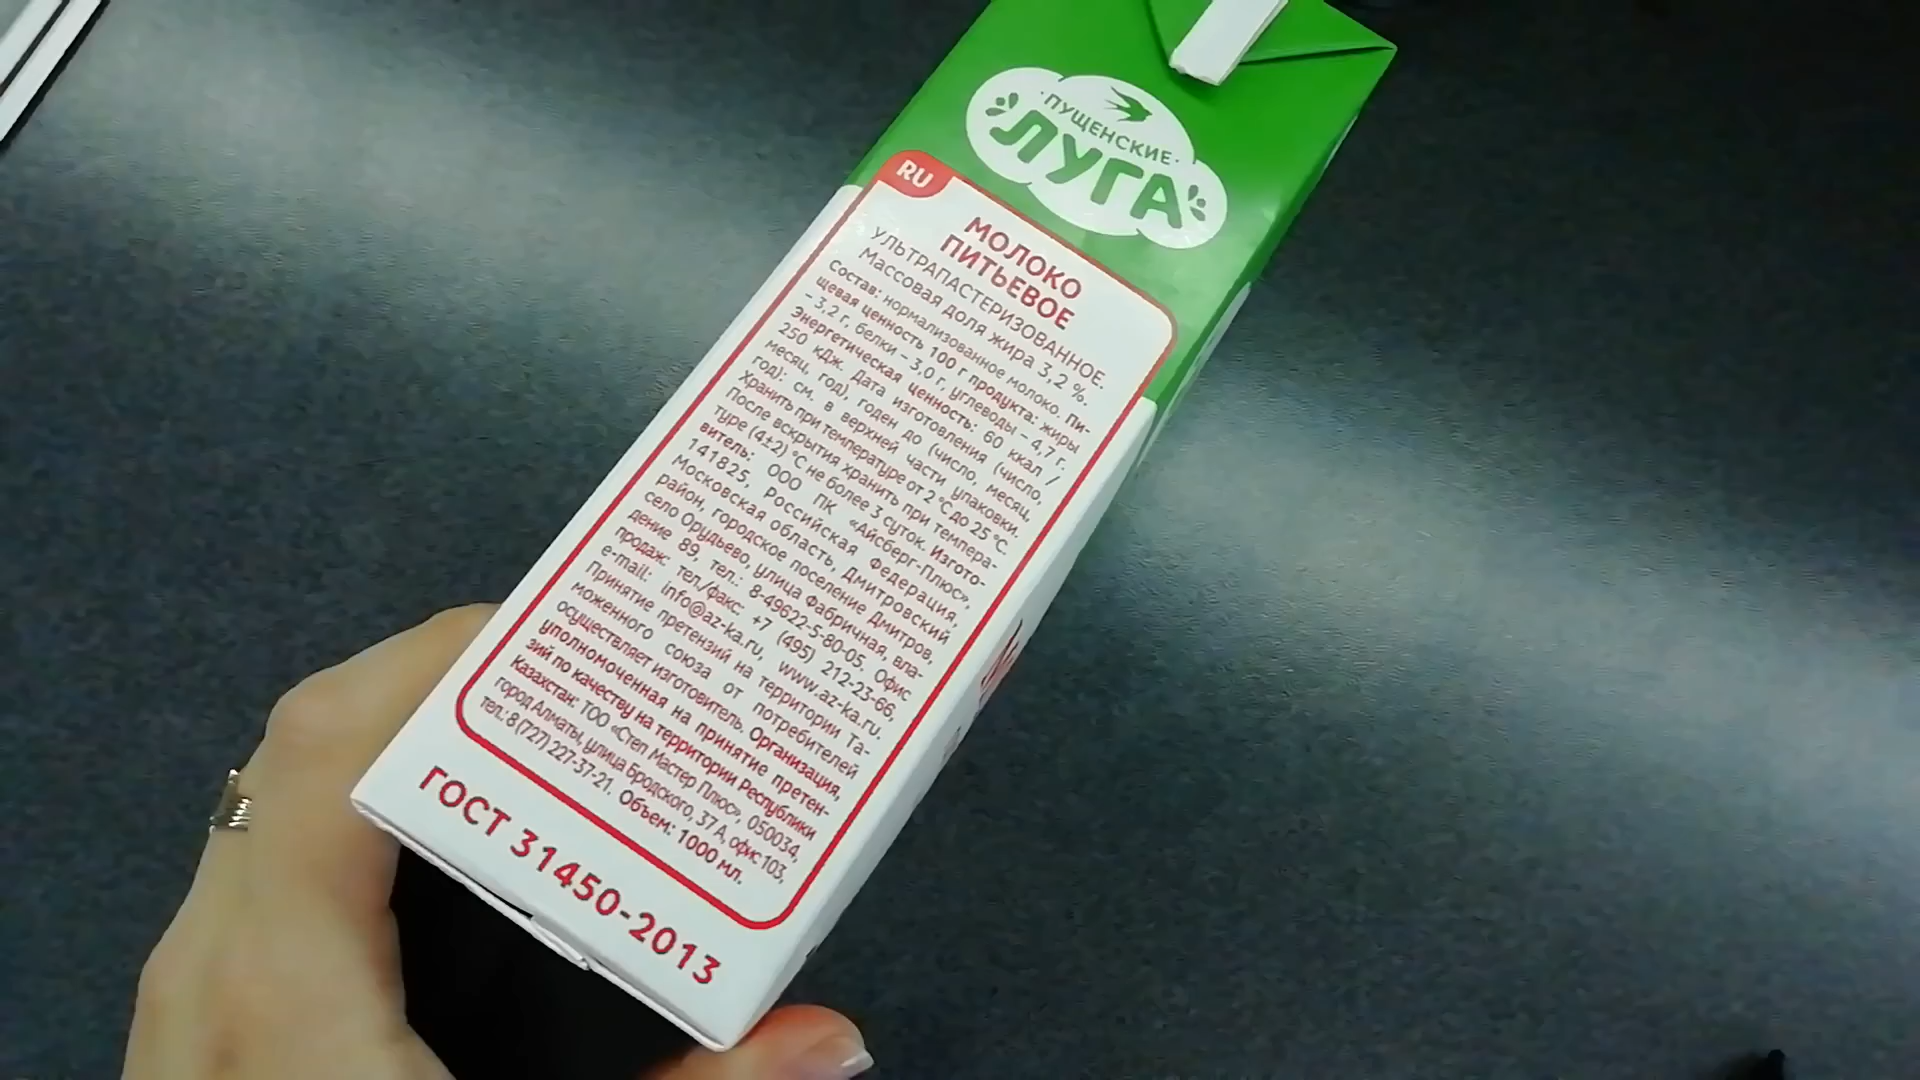 ПУЩЕНСКИЕ
ЛУГА
RU
МОЛОКО
ПИТЬЕВОЕ
УЛЬТРАПАСТЕРИЗОВАННОЕ.
Массовая доля жира 3,2 %.
Состав: нормализованное молоко. Пи-
щевая ценность 100 г продукта: жиры
– 3,2 г, белки – 3,0 г, углеводы – 4,7 г.
Энергетическая ценность: 60 ккал /
250 кДж. Дата изготовления (число,
месяц, год), годен до (число, месяц,
год): см. в верхней части упаковки.
Хранить при температуре от 2 °С до 25 °С.
После вскрытия хранить при темпера-
туре (4±2) °С не более 3 суток. Изгото-
витель: ООО ПК «Айсберг-Плюс»,
141825, Российская Федерация,
Московская область, Дмитровский
район, городское поселение Дмитров,
село Орудьево, улица Фабричная, вла-
дение 89, тел.: 8-49622-5-80-05. Офис
продаж: тел./факс: +7 (495) 212-23-66,
e-mail: info@az-ka.ru, www.az-ka.ru.
Принятие претензий на территории Та-
моженного союза от потребителей
осуществляет изготовитель. Организация,
уполномоченная на принятие претен-
зий по качеству на территории Республики
Казахстан: ТОО «Степ Мастер Плюс», 050034,
город Алматы, улица Бродского, 37 А, офис 103,
тел.: 8 (727) 227-37-21. Объем: 1000 мл.
ГОСТ 31450-2013